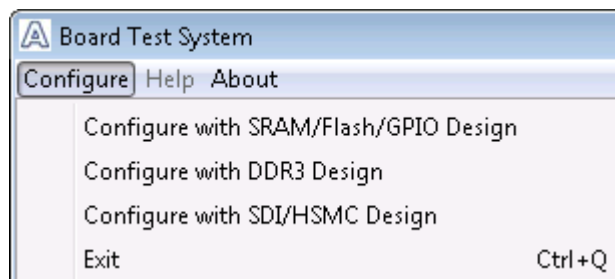 Board Test System
Configure Help About
Configure with SRAM/Flash/GPIO Design
Configure with DDR3 Design
Configure with SDI/HSMC Design
Exit Ctrl+Q